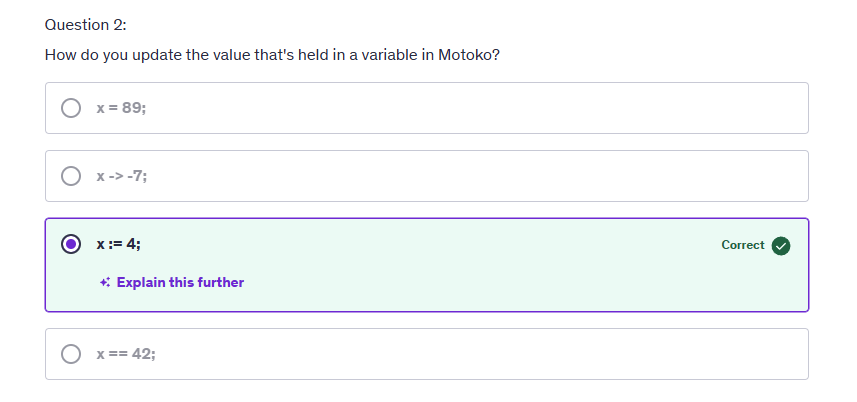 Question 2:
How do you update the value that's held in a variable in Motoko?
x = 89;
x -> -7;
x := 4;
Correct
Explain this further
x == 42;